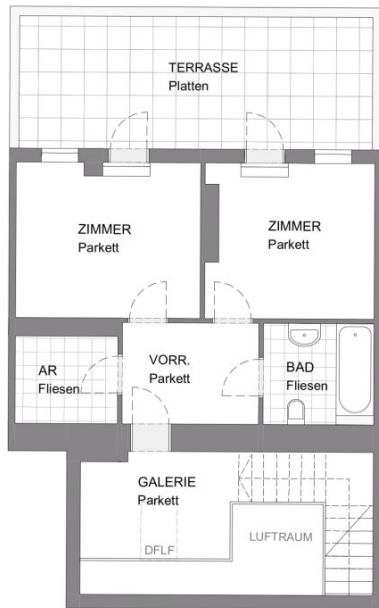 TERRASSE
Platten
ZIMMER
Parkett
ZIMMER
Parkett
AR
Fliesen
VORR.
Parkett
BAD
Fliesen
GALERIE
Parkett
DFLF
LUFTRAUM